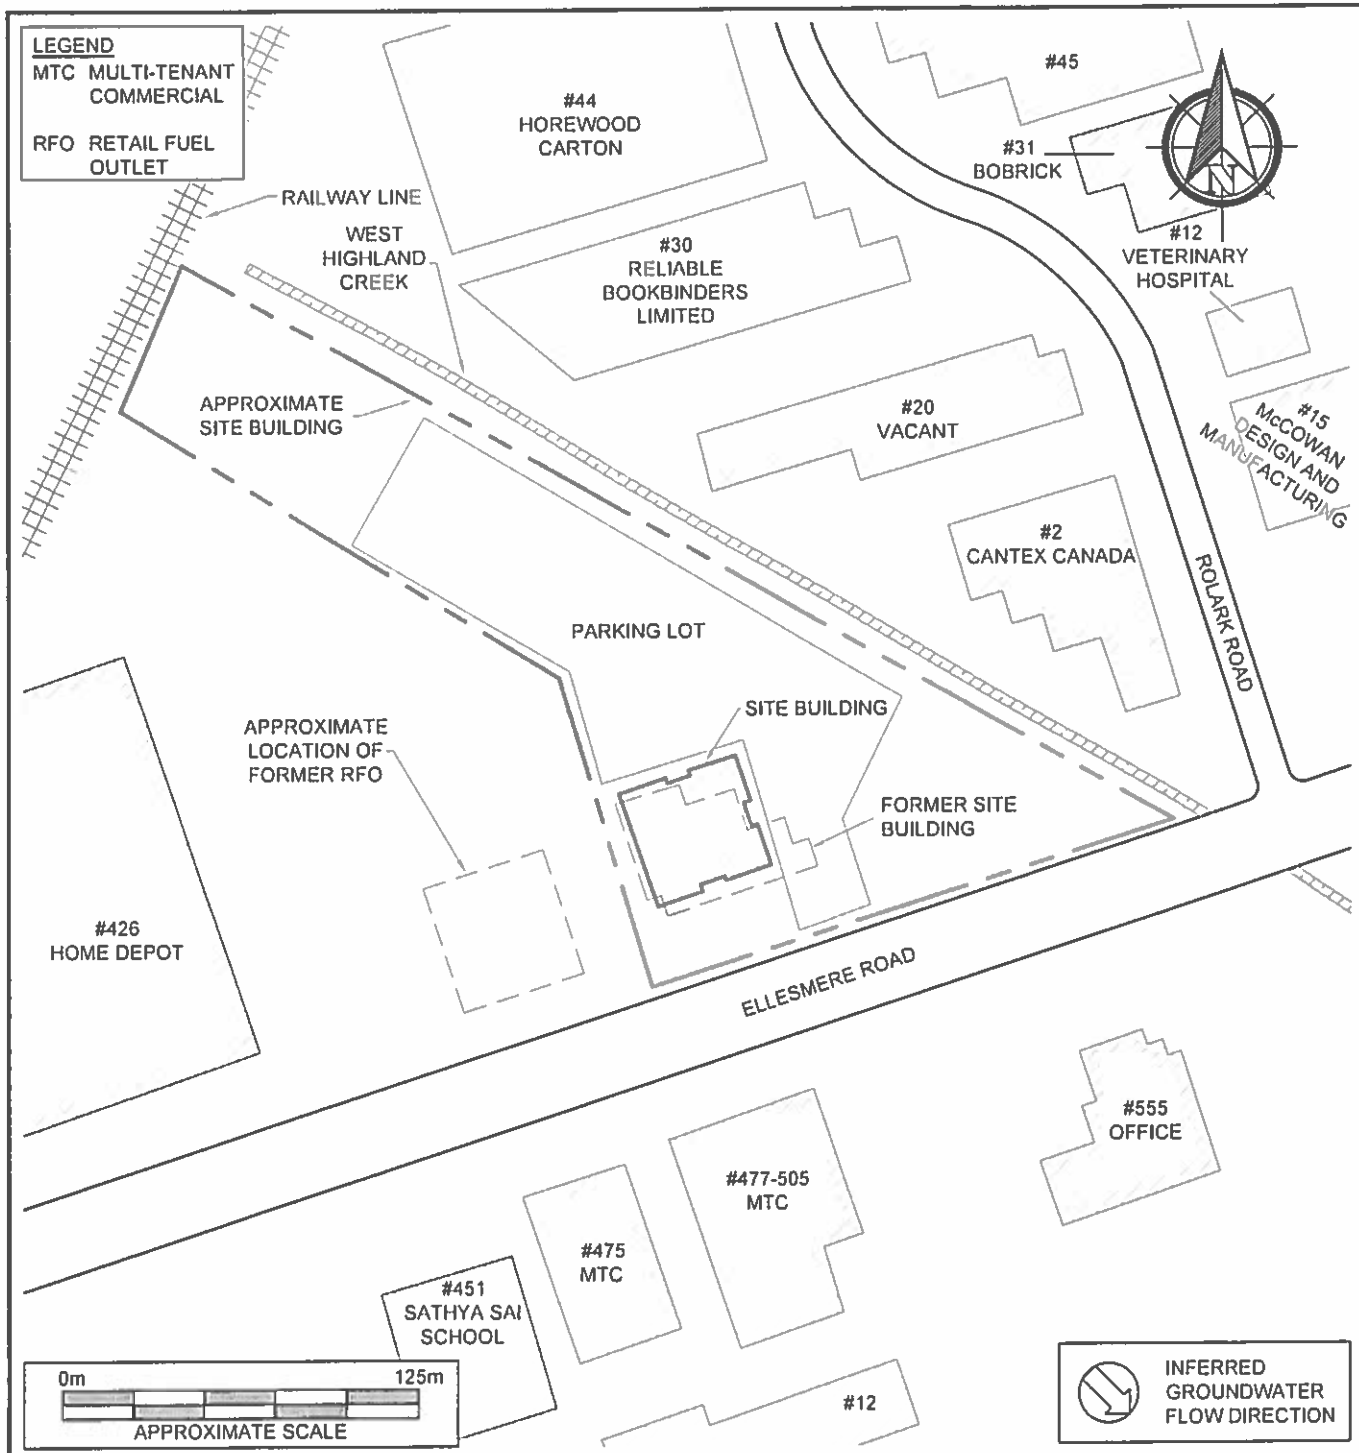 LEGEND
MTC MULTI-TENANT
COMMERCIAL
RFO RETAIL FUEL
OUTLET
#44
HOREWOOD
CARTON
#45
#31
BOBRICK
N
RAILWAY LINE
WEST
HIGHLAND
CREEK
#30
RELIABLE
BOOKBINDERS
LIMITED
#12
VETERINARY
HOSPITAL
APPROXIMATE
SITE BUILDING
#20
VACANT
#15
McCOWAN
DESIGN AND
MANUFACTURING
#2
CANTEX CANADA
ROLARK ROAD
PARKING LOT
SITE BUILDING
APPROXIMATE
LOCATION OF
FORMER RFO
FORMER SITE
BUILDING
#426
HOME DEPOT
ELLESMERE ROAD
#555
OFFICE
#477-505
MTC
#475
MTC
#451
SATHYA SAI
SCHOOL
#12
0m 125m
APPROXIMATE SCALE
INFERRED
GROUNDWATER
FLOW DIRECTION